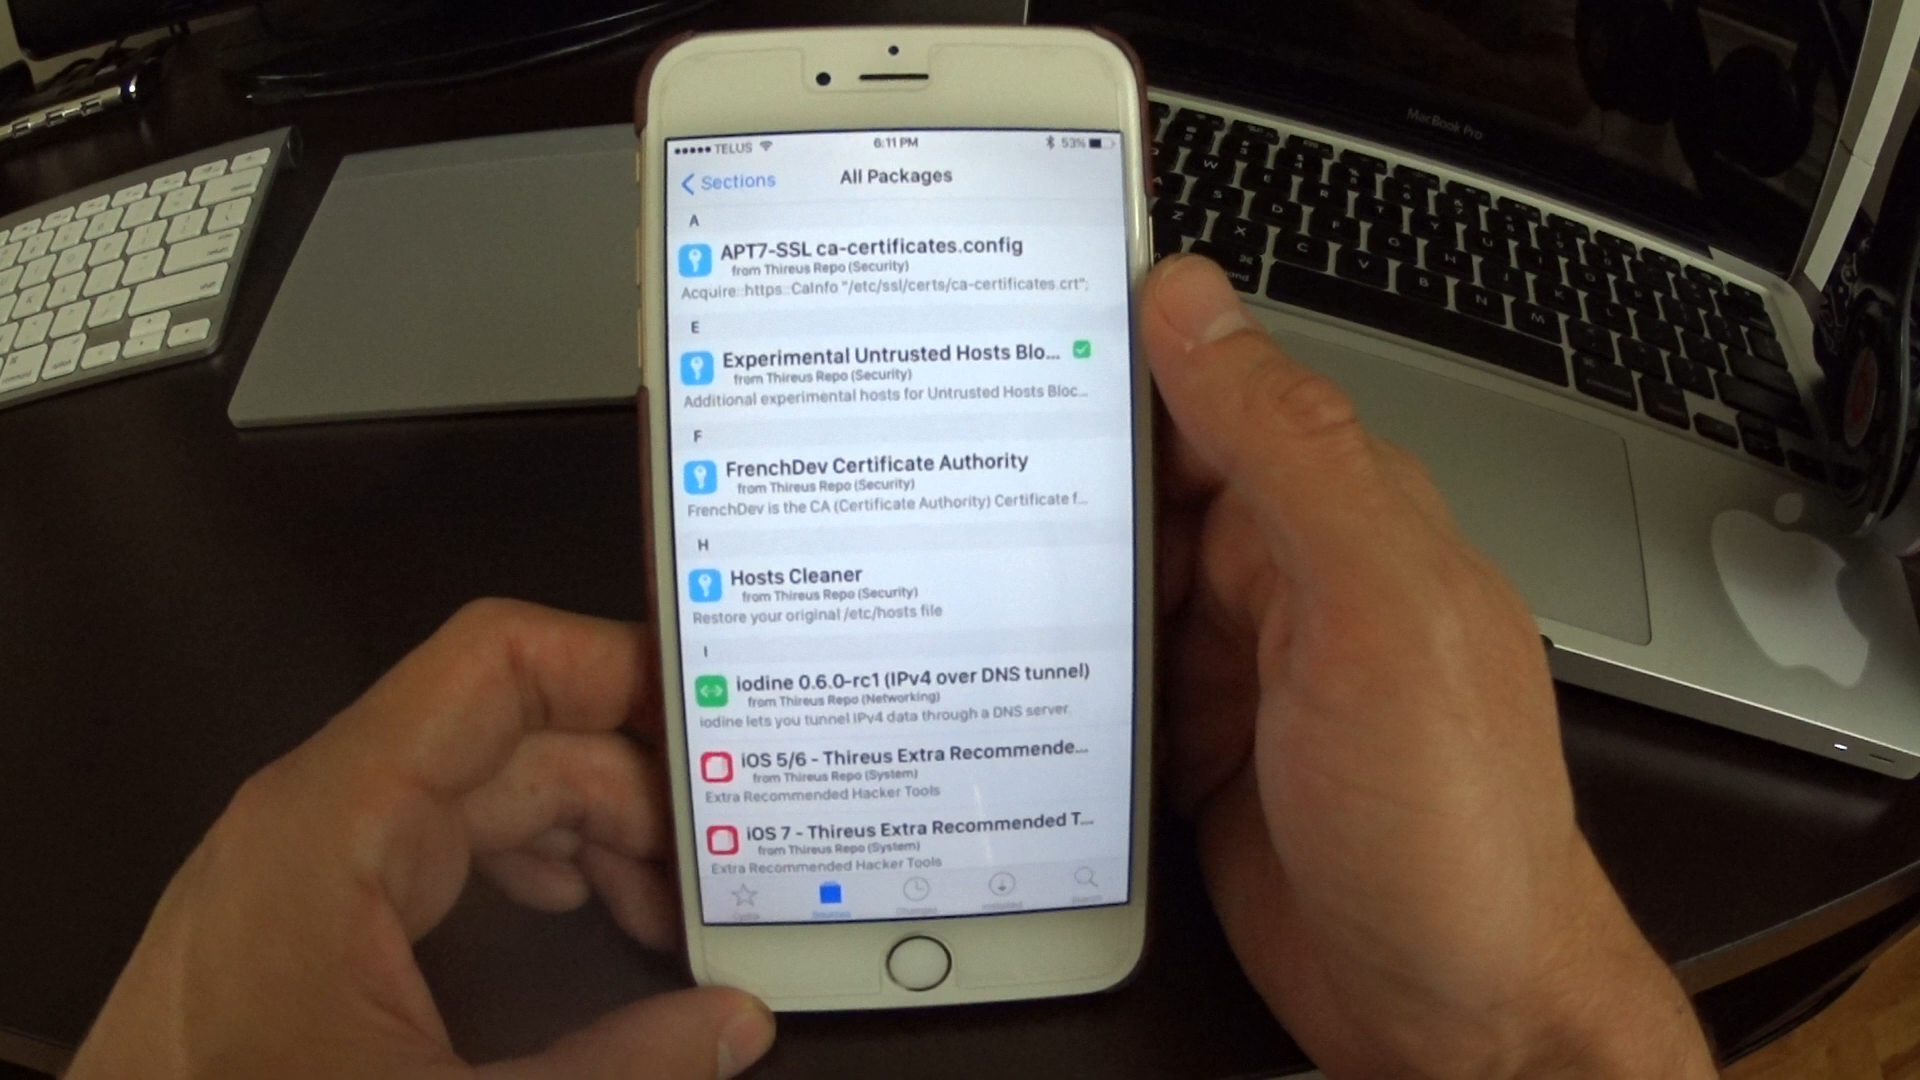 TELUS 6:11 PM 53%
Sections All Packages
A
APT7-SSL ca-certificates.config
from Thireus Repo (Security)
Acquire::https::CaInfo "/etc/ssl/certs/ca-certificates.crt";
E
Experimental Untrusted Hosts Blo...
from Thireus Repo (Security)
Additional experimental hosts for Untrusted Hosts Bloc...
F
FrenchDev Certificate Authority
from Thireus Repo (Security)
FrenchDev is the CA (Certificate Authority) Certificate f...
H
Hosts Cleaner
from Thireus Repo (Security)
Restore your original /etc/hosts file
I
iodine 0.6.0-rc1 (IPv4 over DNS tunnel)
from Thireus Repo (Networking)
iodine lets you tunnel IPv4 data through a DNS server
iOS 5/6 - Thireus Extra Recommende...
from Thireus Repo (System)
Extra Recommended Hacker Tools
iOS 7 - Thireus Extra Recommended T...
from Thireus Repo (System)
Extra Recommended Hacker Tools
MacBook Pro